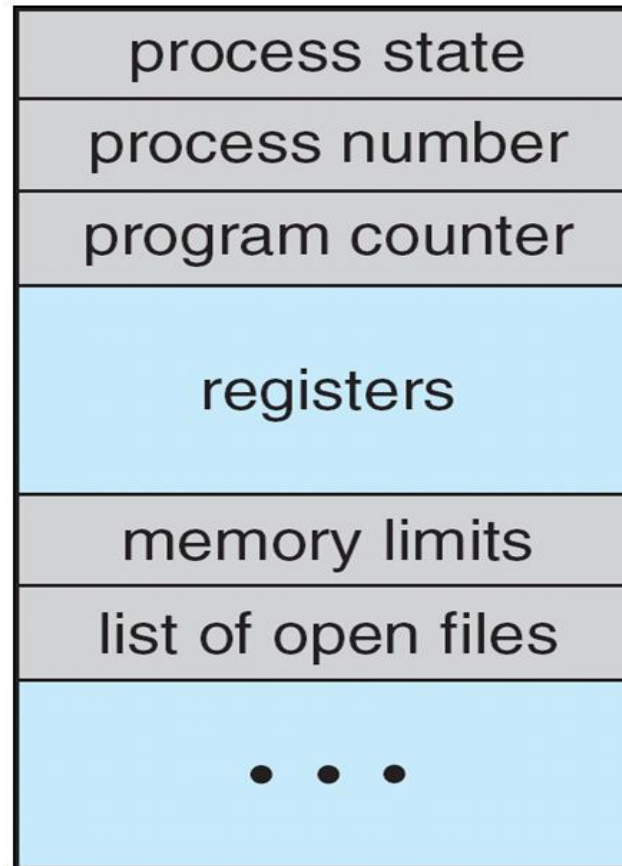 process state
process number
program counter
registers
memory limits
list of open files
• • •